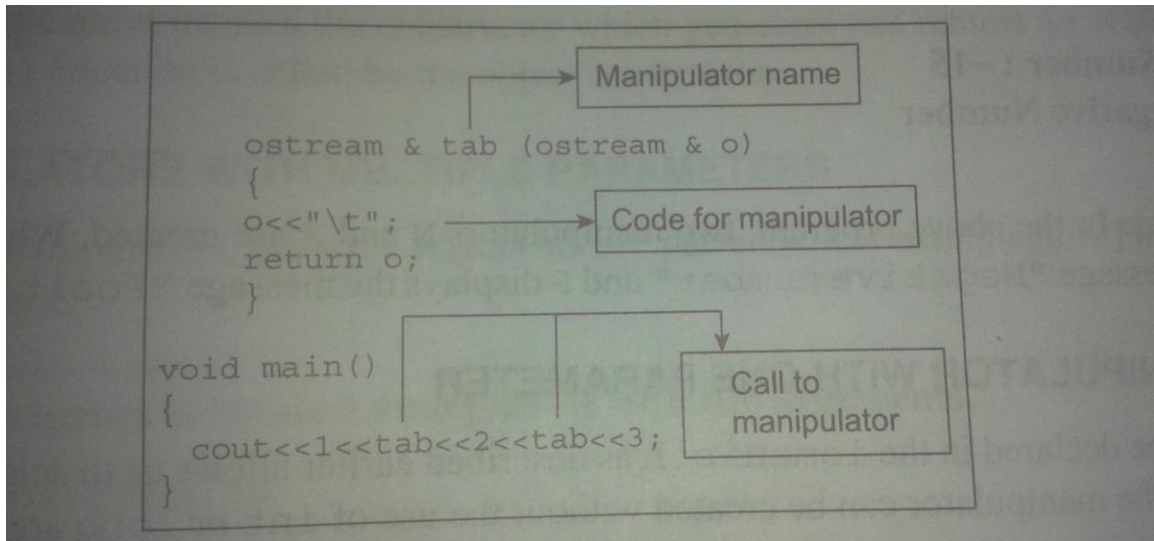 Manipulator name
ostream & tab (ostream & o)
{
o<<"\t";
Code for manipulator
return o;
}
void main()
{
Call to
manipulator
cout<<1<<tab<<2<<tab<<3;
}